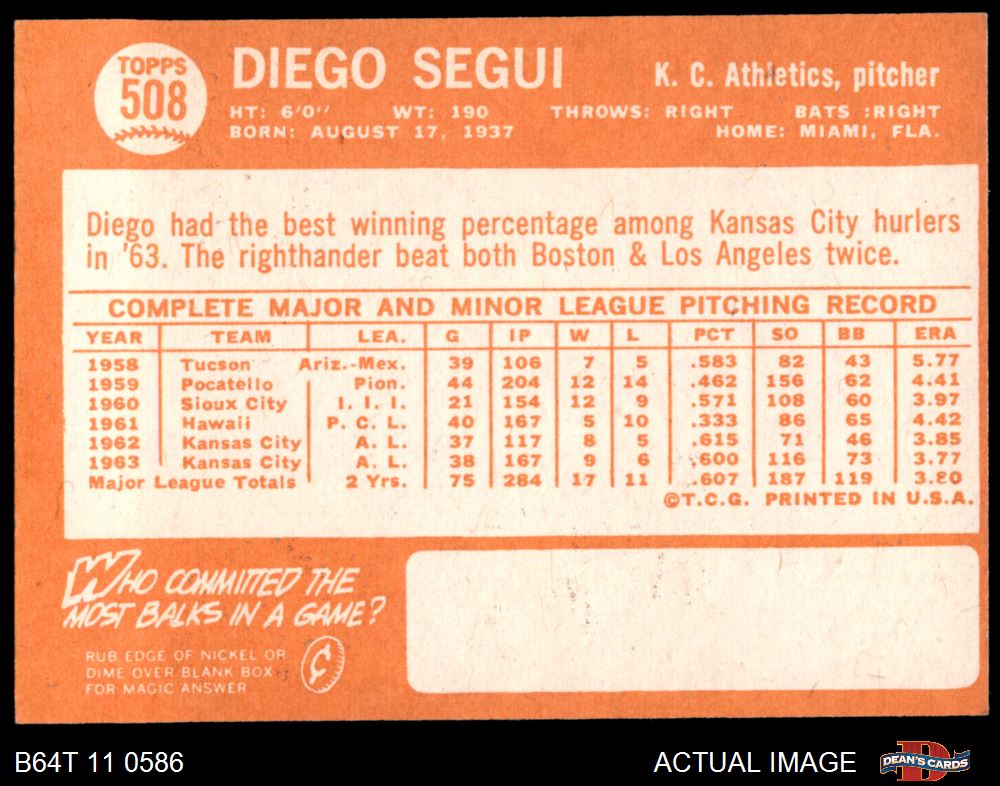 TOPPS
508
DIEGO SEGUI
K. C. Athletics, pitcher
HT: 6'0" WT: 190 THROWS: RIGHT BATS :RIGHT
BORN: AUGUST 17, 1937 HOME: MIAMI, FLA.
Diego had the best winning percentage among Kansas City hurlers
in '63. The righthander beat both Boston & Los Angeles twice.
COMPLETE MAJOR AND MINOR LEAGUE PITCHING RECORD
YEAR TEAM LEA. G IP W L PCT SO BB ERA
1958 Tucson Ariz.-Mex. 39 106 7 5 .583 82 43 5.77
1959 Pocatello Pion. 44 204 12 14 .462 156 62 4.41
1960 Sioux City I. I. I. 21 154 12 9 .571 108 60 3.97
1961 Hawaii P. C. L. 40 167 5 10 .333 86 65 4.42
1962 Kansas City A. L. 37 117 8 5 .615 71 46 3.85
1963 Kansas City A. L. 38 167 9 6 .600 116 73 3.77
Major League Totals 2 Yrs. 75 284 17 11 .607 187 119 3.80
©T.C.G. PRINTED IN U.S.A.
WHO COMMITTED THE
MOST BALKS IN A GAME?
RUB EDGE OF NICKEL OR
DIME OVER BLANK BOX
FOR MAGIC ANSWER
¢
B64T 11 0586
ACTUAL IMAGE
D
DEAN'S CARDS